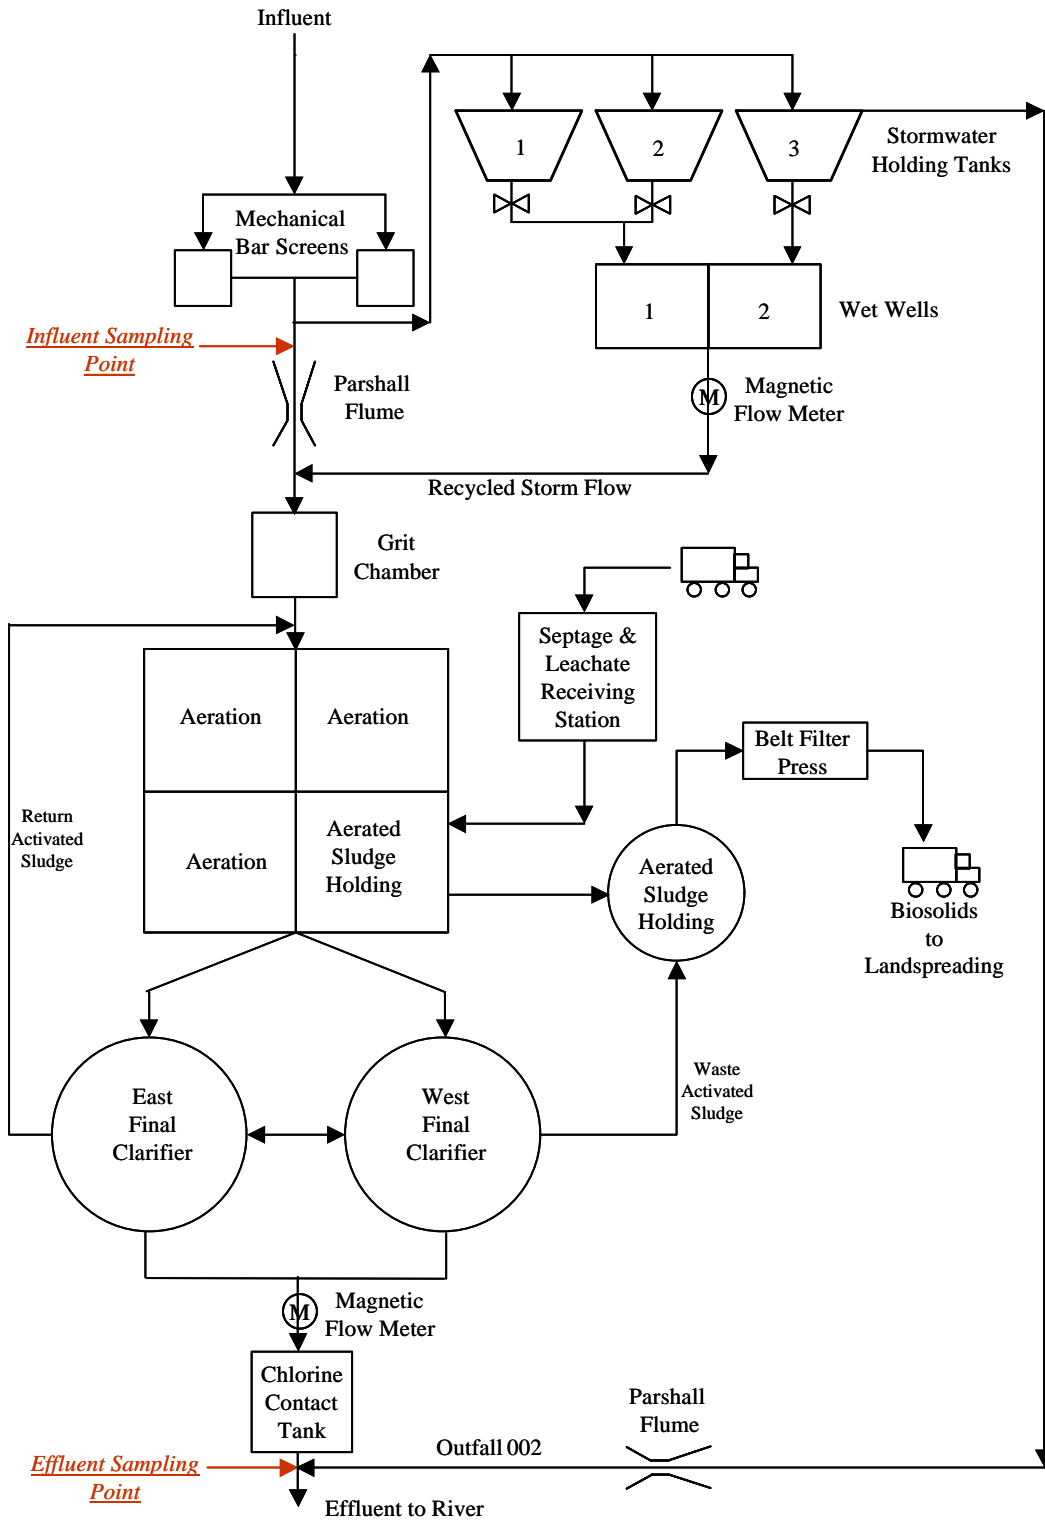 Influent
Mechanical
Bar Screens
1
2
3
Stormwater
Holding Tanks
1
2
Wet Wells
Influent Sampling
Point
Parshall
Flume
M
Magnetic
Flow Meter
Recycled Storm Flow
Grit
Chamber
Septage &
Leachate
Receiving
Station
Aeration
Aeration
Belt Filter
Press
Return
Activated
Sludge
Aeration
Aerated
Sludge
Holding
Aerated
Sludge
Holding
Biosolids
to
Landspreading
East
Final
Clarifier
West
Final
Clarifier
Waste
Activated
Sludge
M
Magnetic
Flow Meter
Chlorine
Contact
Tank
Parshall
Flume
Outfall 002
Effluent Sampling
Point
Effluent to River